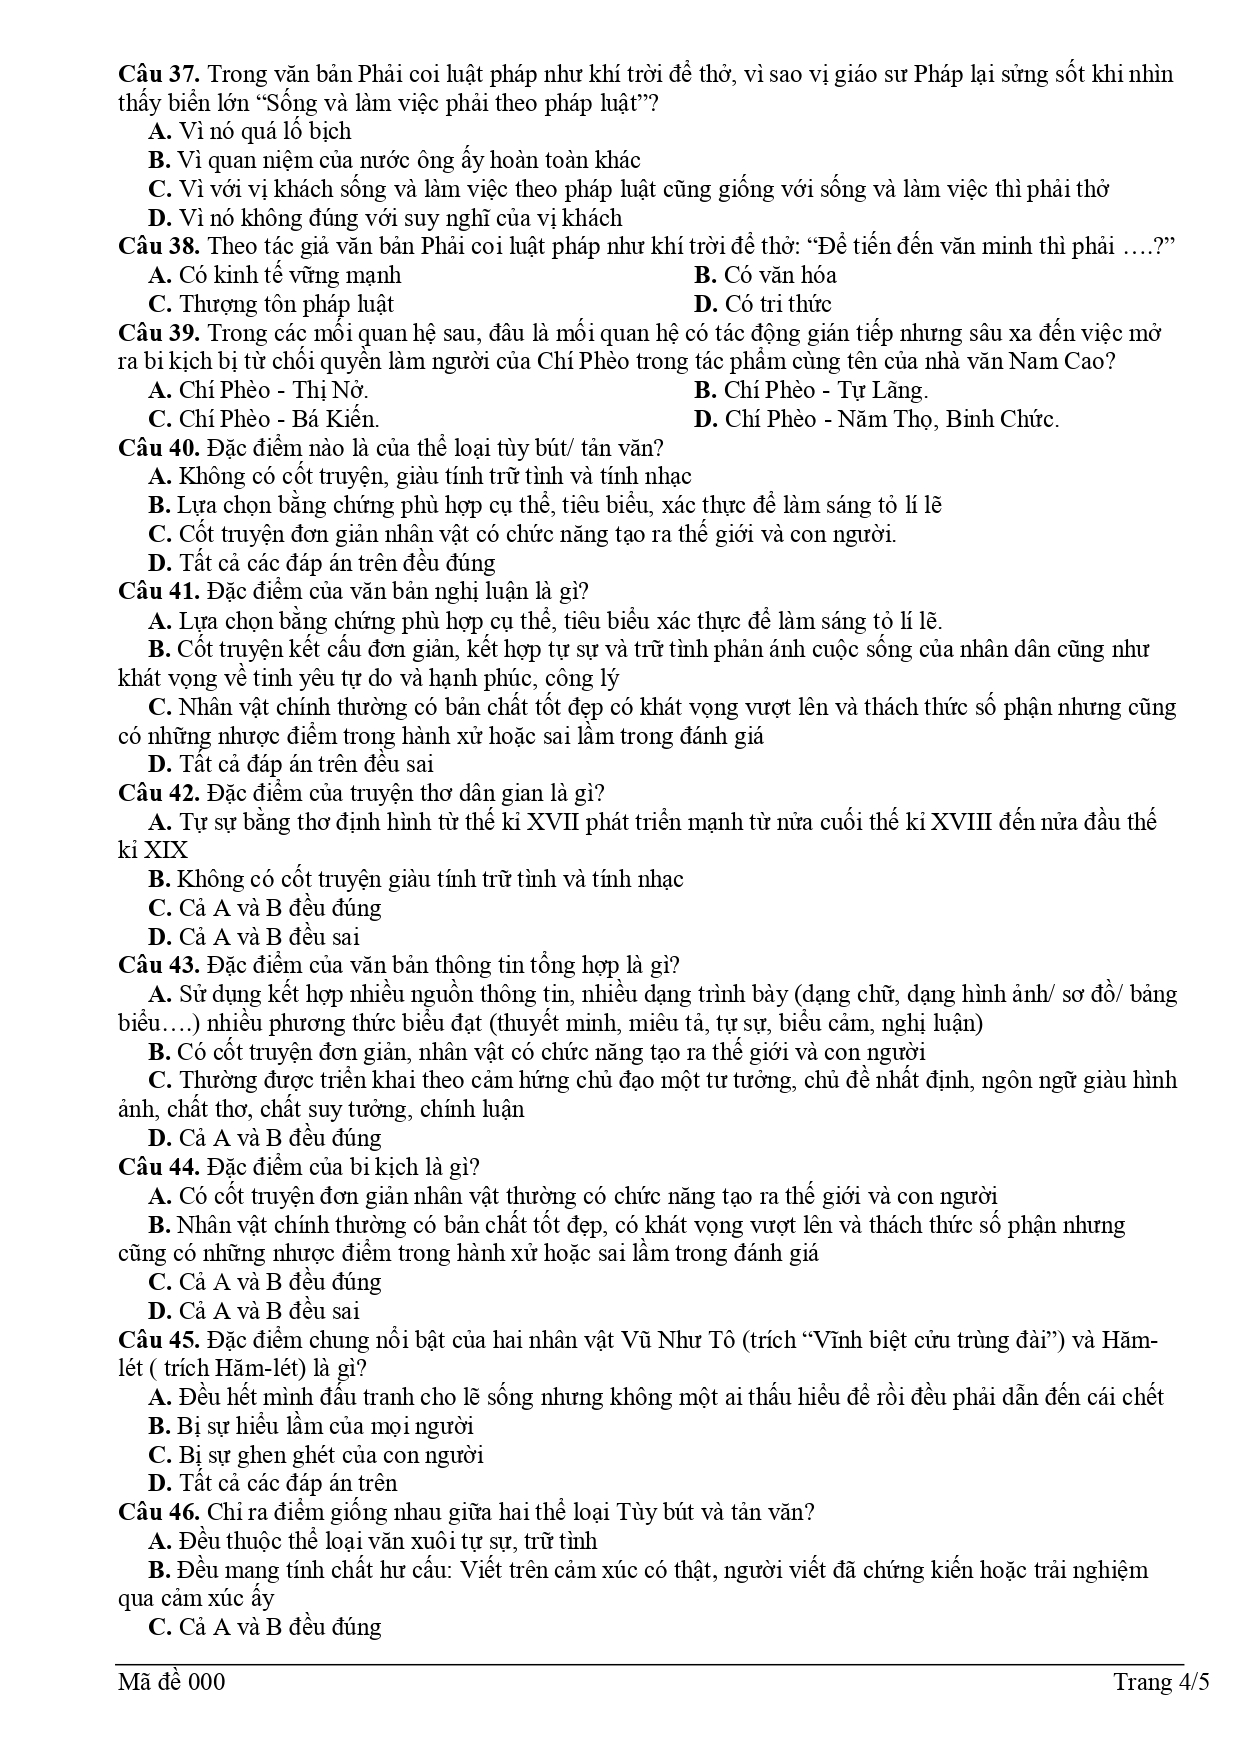 Câu 37. Trong văn bản Phải coi luật pháp như khí trời để thở, vì sao vị giáo sư Pháp lại sửng sốt khi nhìn
thấy biển lớn “Sống và làm việc phải theo pháp luật”?
A. Vì nó quá lố bịch
B. Vì quan niệm của nước ông ấy hoàn toàn khác
C. Vì với vị khách sống và làm việc theo pháp luật cũng giống với sống và làm việc thì phải thở
D. Vì nó không đúng với suy nghĩ của vị khách
Câu 38. Theo tác giả văn bản Phải coi luật pháp như khí trời để thở: “Để tiến đến văn minh thì phải ….?”
A. Có kinh tế vững mạnh B. Có văn hóa
C. Thượng tôn pháp luật D. Có tri thức
Câu 39. Trong các mối quan hệ sau, đâu là mối quan hệ có tác động gián tiếp nhưng sâu xa đến việc mở
ra bi kịch bị từ chối quyền làm người của Chí Phèo trong tác phẩm cùng tên của nhà văn Nam Cao?
A. Chí Phèo - Thị Nở. B. Chí Phèo - Tự Lãng.
C. Chí Phèo - Bá Kiến. D. Chí Phèo - Năm Thọ, Binh Chức.
Câu 40. Đặc điểm nào là của thể loại tùy bút/ tản văn?
A. Không có cốt truyện, giàu tính trữ tình và tính nhạc
B. Lựa chọn bằng chứng phù hợp cụ thể, tiêu biểu, xác thực để làm sáng tỏ lí lẽ
C. Cốt truyện đơn giản nhân vật có chức năng tạo ra thế giới và con người.
D. Tất cả các đáp án trên đều đúng
Câu 41. Đặc điểm của văn bản nghị luận là gì?
A. Lựa chọn bằng chứng phù hợp cụ thể, tiêu biểu xác thực để làm sáng tỏ lí lẽ.
B. Cốt truyện kết cấu đơn giản, kết hợp tự sự và trữ tình phản ánh cuộc sống của nhân dân cũng như
khát vọng về tinh yêu tự do và hạnh phúc, công lý
C. Nhân vật chính thường có bản chất tốt đẹp có khát vọng vượt lên và thách thức số phận nhưng cũng
có những nhược điểm trong hành xử hoặc sai lầm trong đánh giá
D. Tất cả đáp án trên đều sai
Câu 42. Đặc điểm của truyện thơ dân gian là gì?
A. Tự sự bằng thơ định hình từ thế kỉ XVII phát triển mạnh từ nửa cuối thế kỉ XVIII đến nửa đầu thế
kỉ XIX
B. Không có cốt truyện giàu tính trữ tình và tính nhạc
C. Cả A và B đều đúng
D. Cả A và B đều sai
Câu 43. Đặc điểm của văn bản thông tin tổng hợp là gì?
A. Sử dụng kết hợp nhiều nguồn thông tin, nhiều dạng trình bày (dạng chữ, dạng hình ảnh/ sơ đồ/ bảng
biểu….) nhiều phương thức biểu đạt (thuyết minh, miêu tả, tự sự, biểu cảm, nghị luận)
B. Có cốt truyện đơn giản, nhân vật có chức năng tạo ra thế giới và con người
C. Thường được triển khai theo cảm hứng chủ đạo một tư tưởng, chủ đề nhất định, ngôn ngữ giàu hình
ảnh, chất thơ, chất suy tưởng, chính luận
D. Cả A và B đều đúng
Câu 44. Đặc điểm của bi kịch là gì?
A. Có cốt truyện đơn giản nhân vật thường có chức năng tạo ra thế giới và con người
B. Nhân vật chính thường có bản chất tốt đẹp, có khát vọng vượt lên và thách thức số phận nhưng
cũng có những nhược điểm trong hành xử hoặc sai lầm trong đánh giá
C. Cả A và B đều đúng
D. Cả A và B đều sai
Câu 45. Đặc điểm chung nổi bật của hai nhân vật Vũ Như Tô (trích “Vĩnh biệt cửu trùng đài”) và Hăm-
lét ( trích Hăm-lét) là gì?
A. Đều hết mình đấu tranh cho lẽ sống nhưng không một ai thấu hiểu để rồi đều phải dẫn đến cái chết
B. Bị sự hiểu lầm của mọi người
C. Bị sự ghen ghét của con người
D. Tất cả các đáp án trên
Câu 46. Chỉ ra điểm giống nhau giữa hai thể loại Tùy bút và tản văn?
A. Đều thuộc thể loại văn xuôi tự sự, trữ tình
B. Đều mang tính chất hư cấu: Viết trên cảm xúc có thật, người viết đã chứng kiến hoặc trải nghiệm
qua cảm xúc ấy
C. Cả A và B đều đúng
Mã đề 000 Trang 4/5